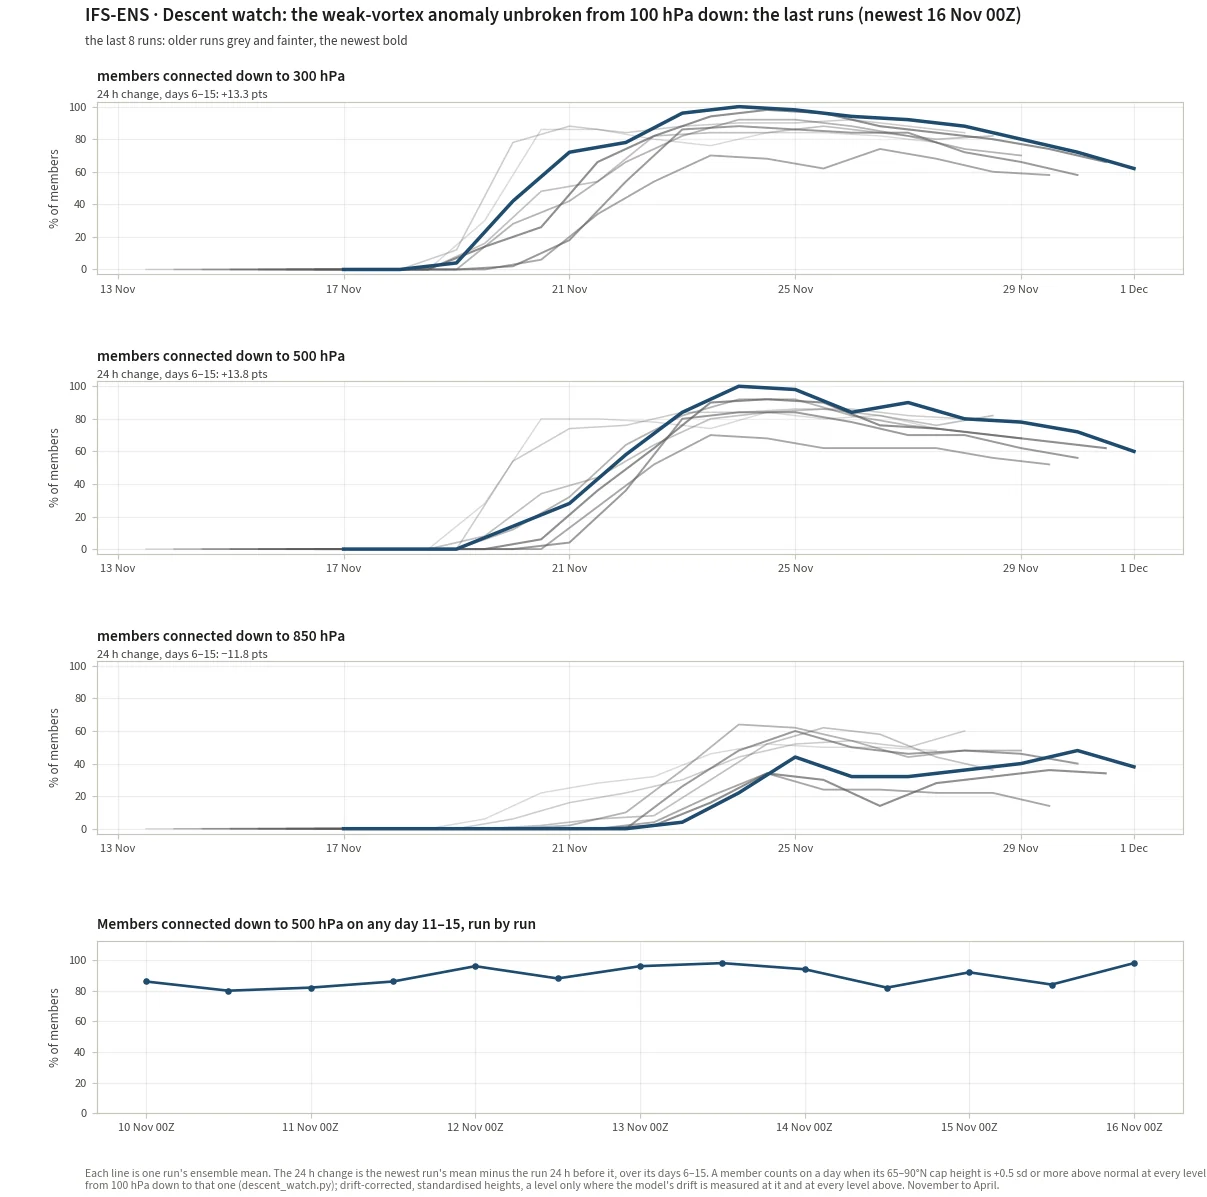 IFS-ENS · Descent watch: the weak-vortex anomaly unbroken from 100 hPa down: the last runs (newest 16 Nov 00Z)
the last 8 runs: older runs grey and fainter, the newest bold
members connected down to 300 hPa
24 h change, days 6–15: +13.3 pts
% of members
100
80
60
40
20
0
13 Nov
17 Nov
21 Nov
25 Nov
29 Nov
1 Dec
members connected down to 500 hPa
24 h change, days 6–15: +13.8 pts
% of members
100
80
60
40
20
0
13 Nov
17 Nov
21 Nov
25 Nov
29 Nov
1 Dec
members connected down to 850 hPa
24 h change, days 6–15: −11.8 pts
% of members
100
80
60
40
20
0
13 Nov
17 Nov
21 Nov
25 Nov
29 Nov
1 Dec
Members connected down to 500 hPa on any day 11–15, run by run
% of members
100
80
60
40
20
0
10 Nov 00Z
11 Nov 00Z
12 Nov 00Z
13 Nov 00Z
14 Nov 00Z
15 Nov 00Z
16 Nov 00Z
Each line is one run's ensemble mean. The 24 h change is the newest run's mean minus the run 24 h before it, over its days 6–15. A member counts on a day when its 65–90°N cap height is +0.5 sd or more above normal at every level
from 100 hPa down to that one (descent_watch.py); drift-corrected, standardised heights, a level only where the model's drift is measured at it and at every level above. November to April.